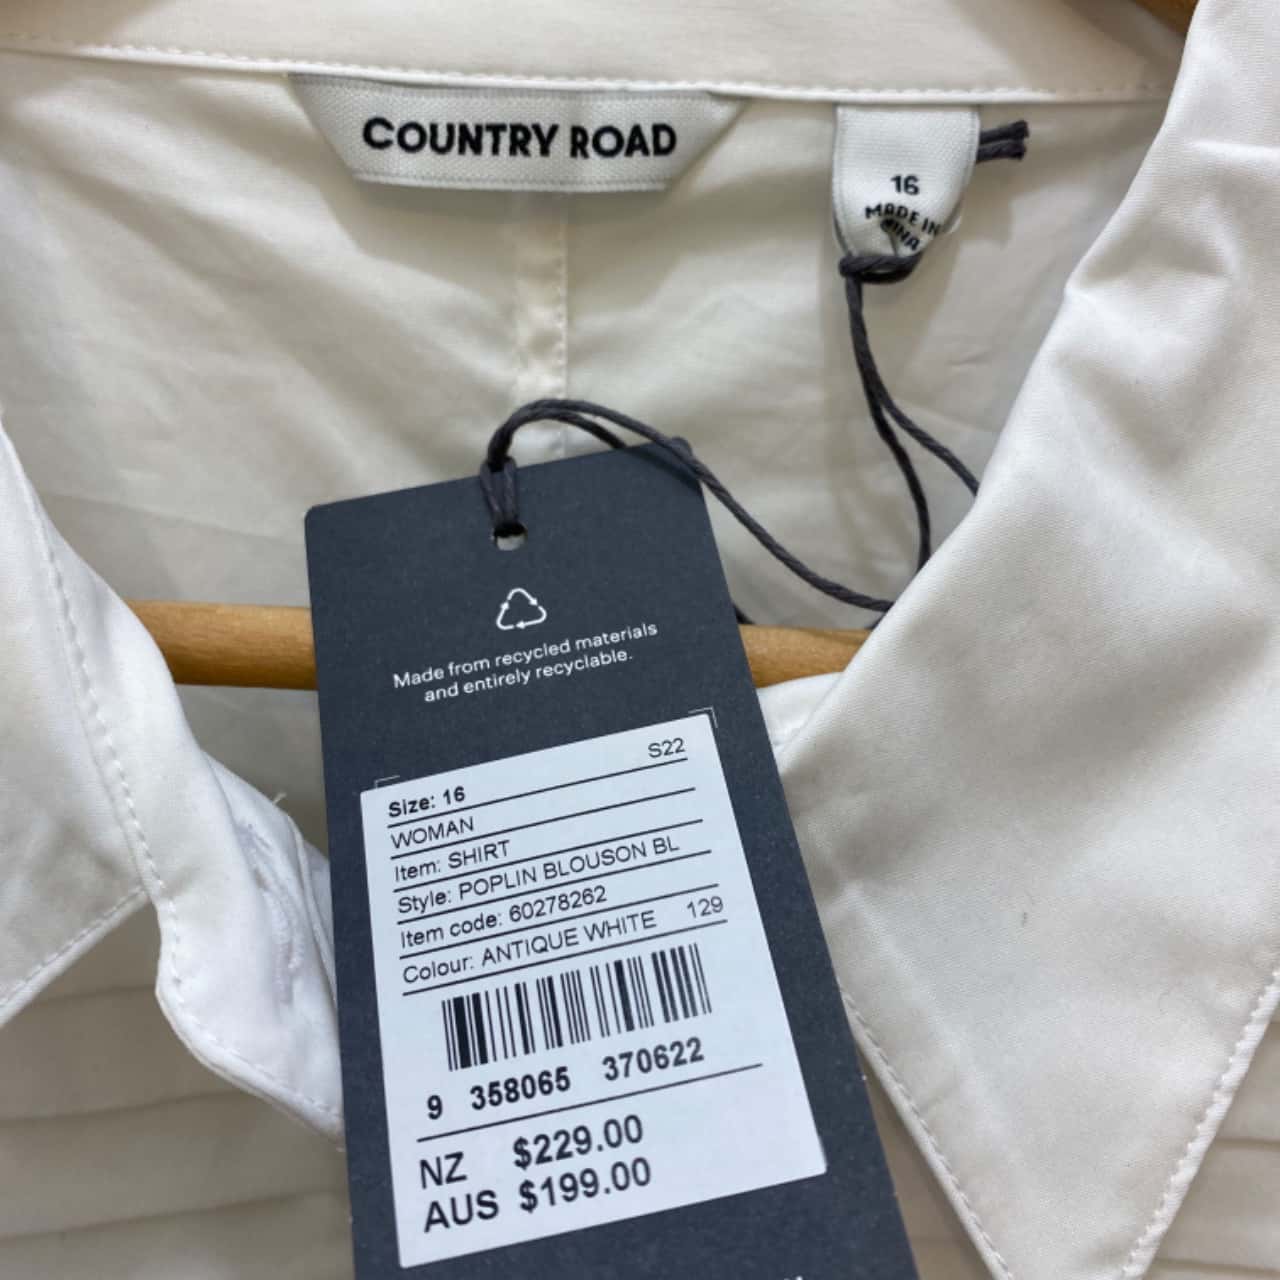 COUNTRY ROAD
16
MADE IN
Made from recycled materials
and entirely recyclable.
S22
Size: 16
WOMAN
Item: SHIRT
Style: POPLIN BLOUSON BL
Item code: 60278262
Colour: ANTIQUE WHITE 129
9 358065 370622
NZ $229.00
AUS $199.00